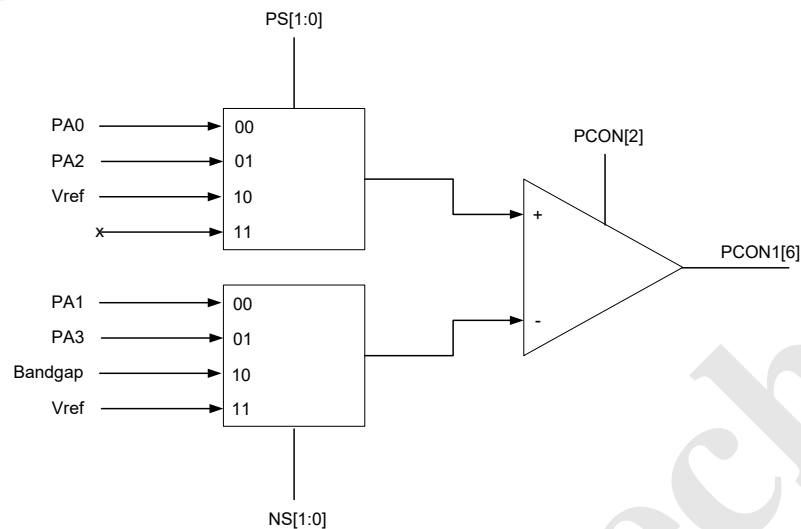 PS[1:0]
PA0
00
PA2
01
Vref
10
x
11
PCON[2]
+
-
PCON1[6]
PA1
00
PA3
01
Bandgap
10
Vref
11
NS[1:0]